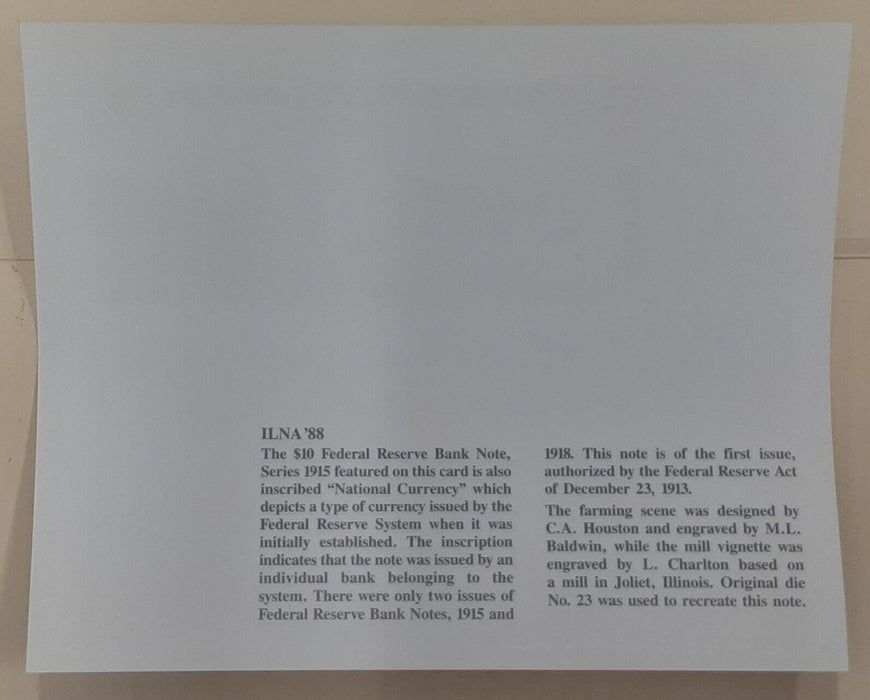 ILNA '88
The $10 Federal Reserve Bank Note,
Series 1915 featured on this card is also
inscribed “National Currency” which
depicts a type of currency issued by the
Federal Reserve System when it was
initially established. The inscription
indicates that the note was issued by an
individual bank belonging to the
system. There were only two issues of
Federal Reserve Bank Notes, 1915 and
1918. This note is of the first issue,
authorized by the Federal Reserve Act
of December 23, 1913.
The farming scene was designed by
C.A. Houston and engraved by M.L.
Baldwin, while the mill vignette was
engraved by L. Charlton based on
a mill in Joliet, Illinois. Original die
No. 23 was used to recreate this note.